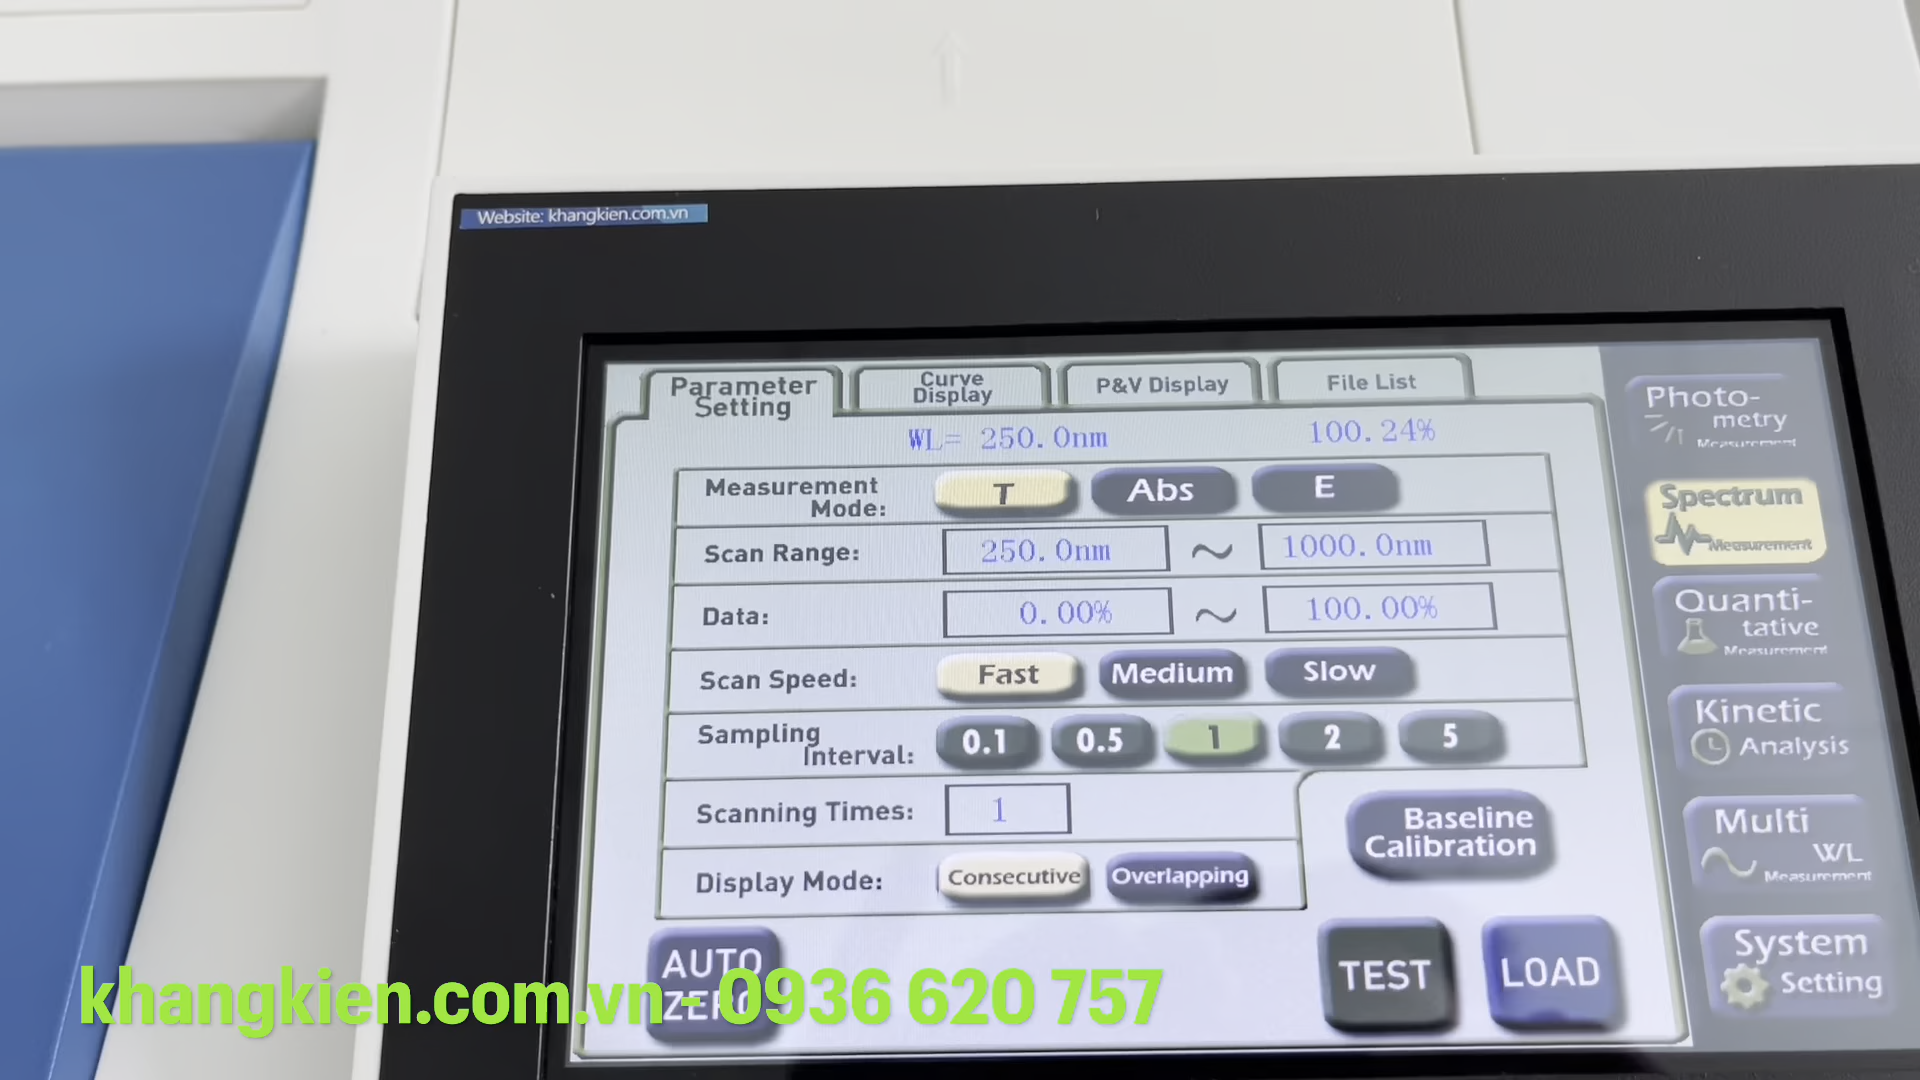 Website: khangkien.com.vn
Parameter Setting
Curve Display
P&V Display
File List
WL= 250.0nm 100.24%
Measurement Mode: T Abs E
Scan Range: 250.0nm ~ 1000.0nm
Data: 0.00% ~ 100.00%
Scan Speed: Fast Medium Slow
Sampling Interval: 0.1 0.5 1 2 5
Scanning Times: 1
Display Mode: Consecutive Overlapping
Baseline Calibration
AUTO ZERO
TEST
LOAD
Photo-
metry
Measurement
Spectrum
Measurement
Quanti-
tative
Measurement
Kinetic
Analysis
Multi
WL
Measurement
System
Setting
khangkien.com.vn - 0936 620 757